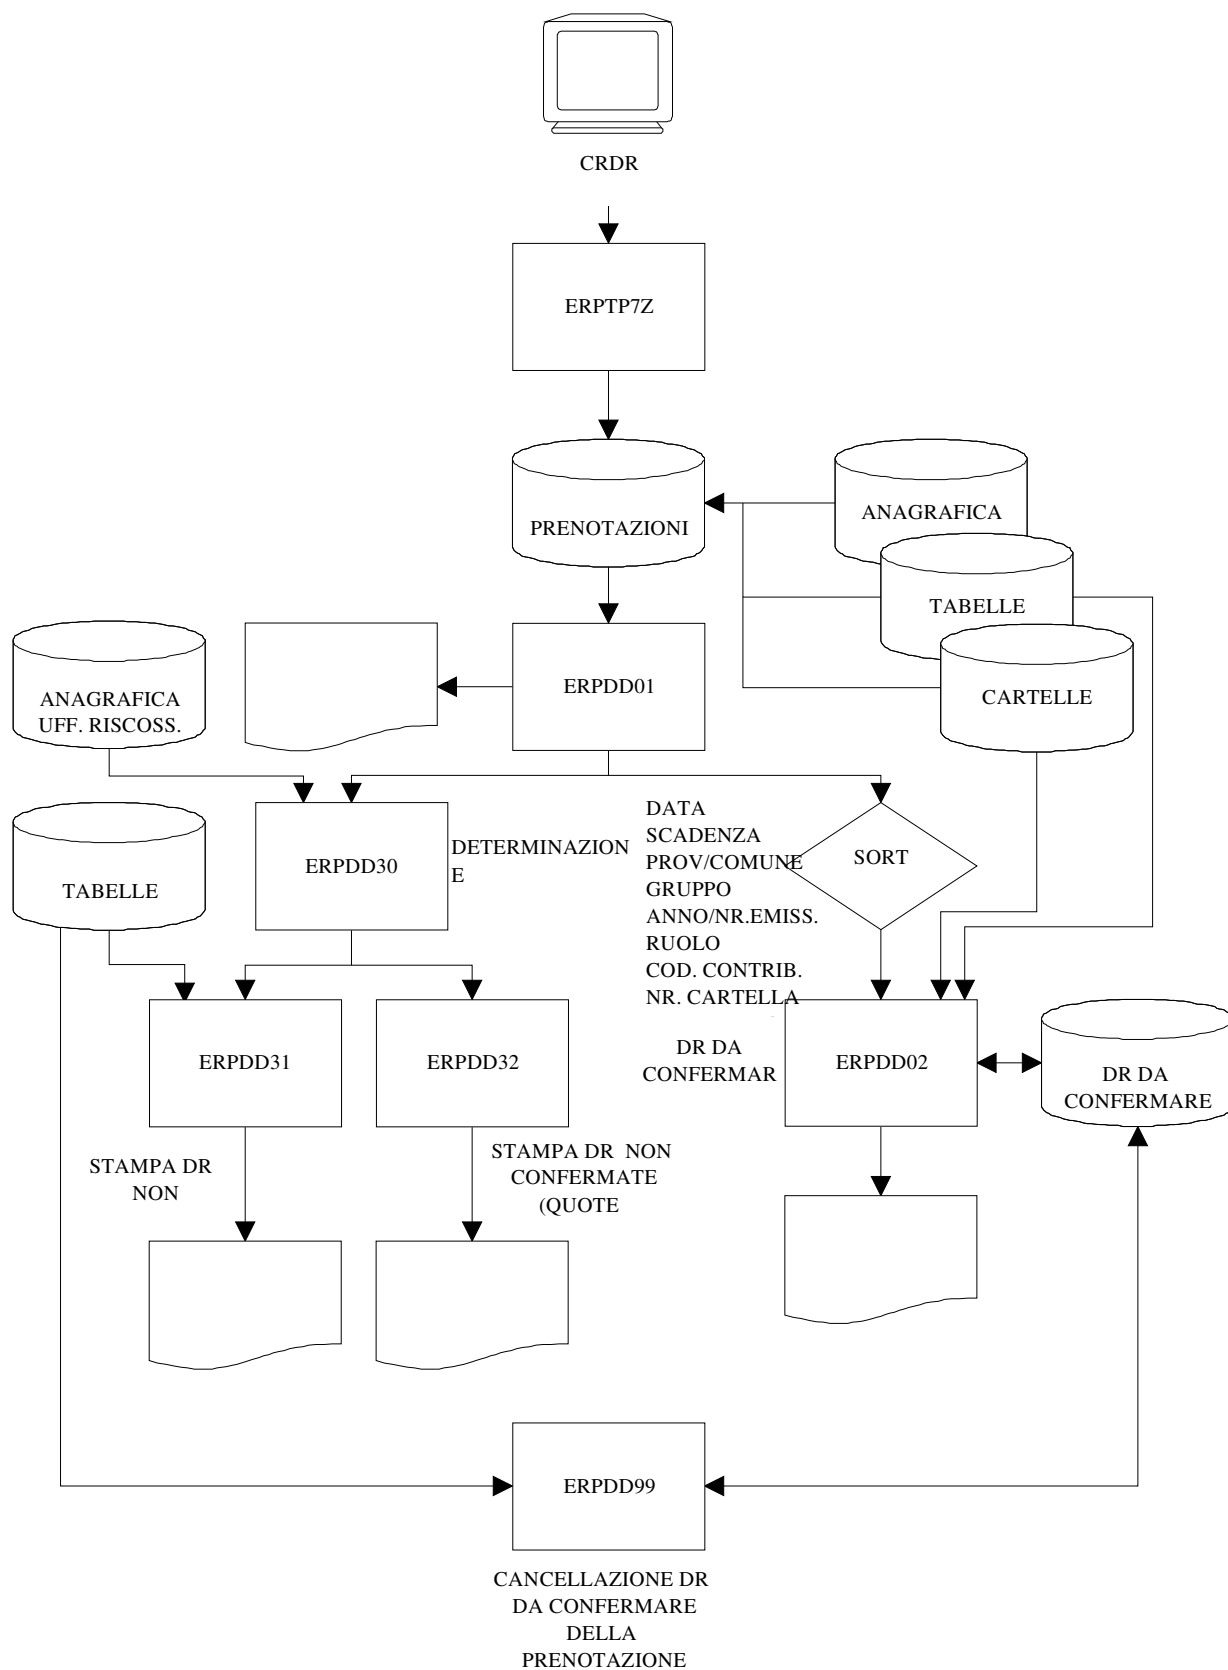 CRDR
ERPTP7Z
PRENOTAZIONI
ANAGRAFICA
TABELLE
CARTELLE
ANAGRAFICA
UFF. RISCOSS.
ERPDD01
TABELLE
ERPDD30
DETERMINAZION
E
DATA
SCADENZA
PROV/COMUNE
GRUPPO
ANNO/NR.EMISS.
RUOLO
COD. CONTRIB.
NR. CARTELLA
SORT
ERPDD31
ERPDD32
DR DA
CONFERMAR
ERPDD02
DR DA
CONFERMARE
STAMPA DR
NON
STAMPA DR NON
CONFERMATE
(QUOTE
ERPDD99
CANCELLAZIONE DR
DA CONFERMARE
DELLA
PRENOTAZIONE